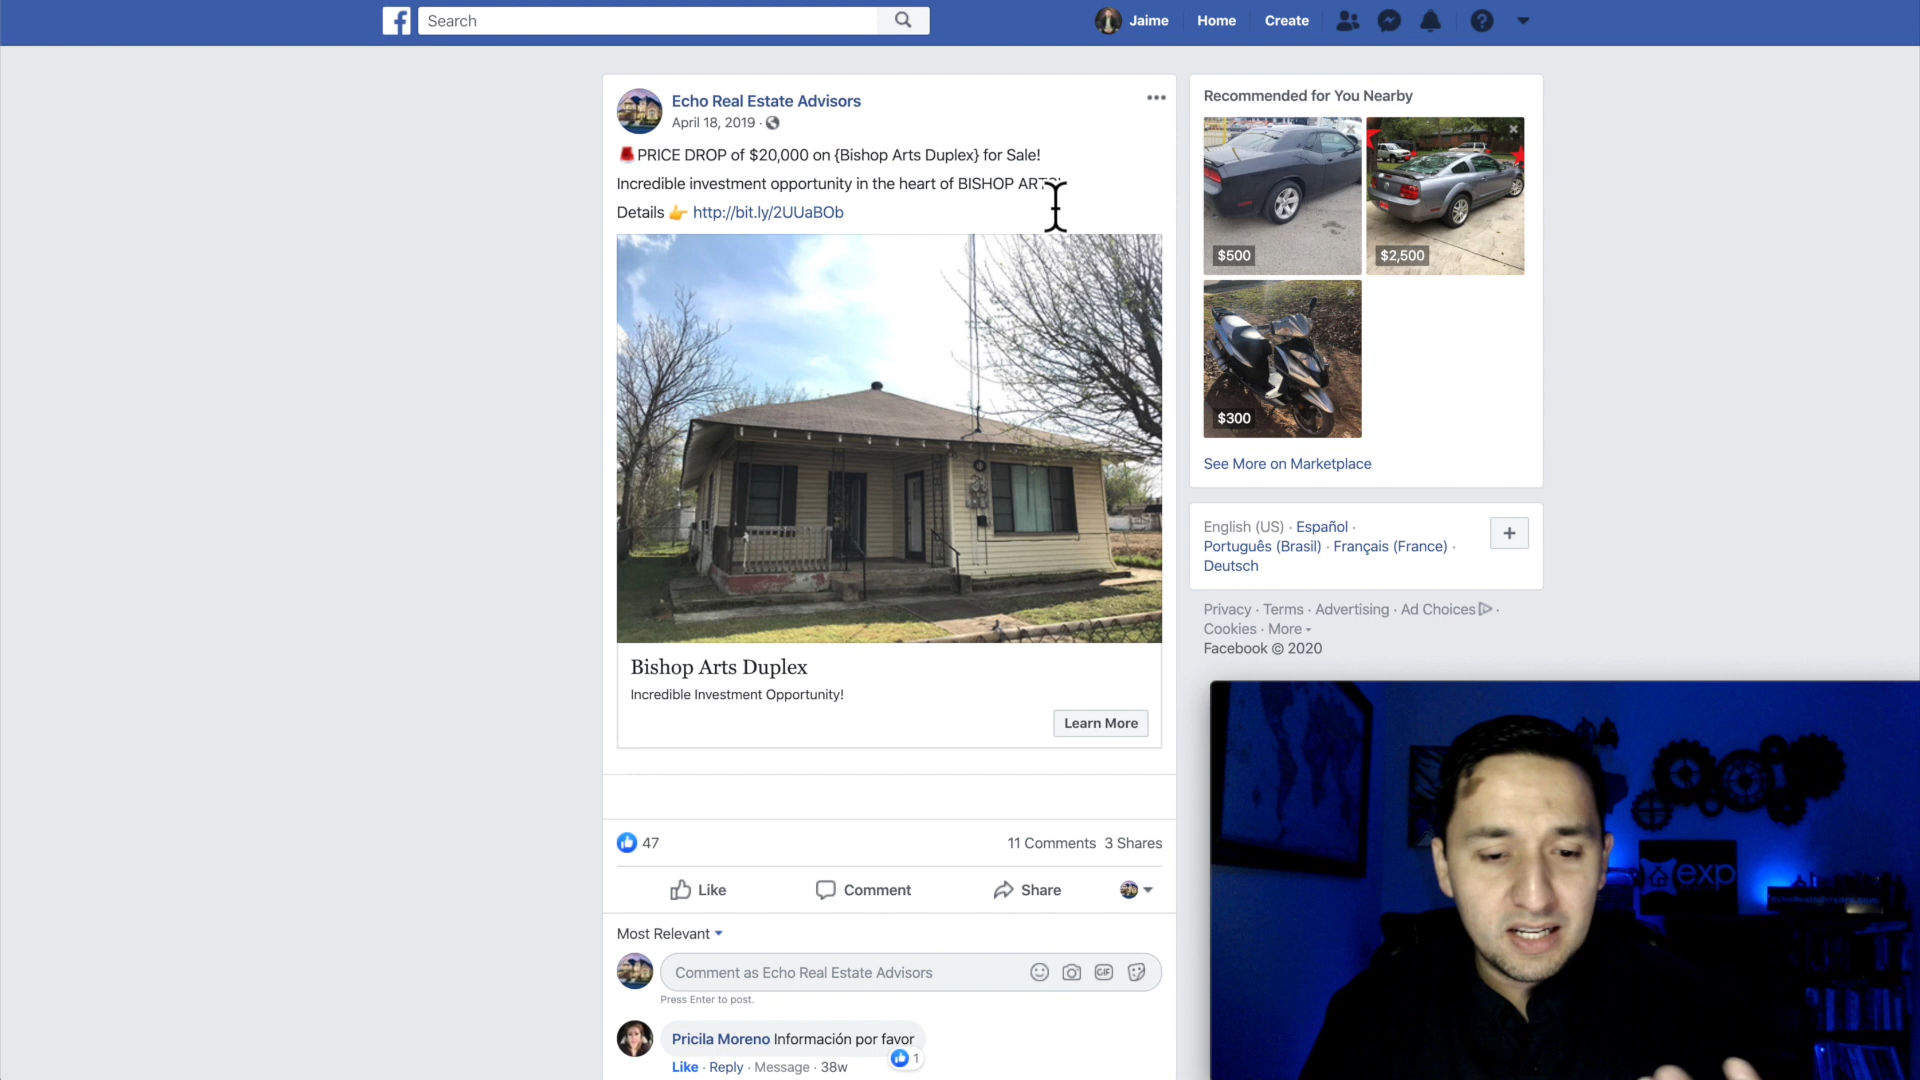 Search
Jaime
Home
Create
Echo Real Estate Advisors
April 18, 2019 ·
PRICE DROP of $20,000 on {Bishop Arts Duplex} for Sale!
Incredible investment opportunity in the heart of BISHOP ARTS!
Details 👉 http://bit.ly/2UUaBOb
Bishop Arts Duplex
Incredible Investment Opportunity!
Learn More
47
11 Comments 3 Shares
Like
Comment
Share
Most Relevant
Comment as Echo Real Estate Advisors
GIF
Press Enter to post.
Pricila Moreno Información por favor
1
Like · Reply · Message · 38w
Recommended for You Nearby
$500
$2,500
$300
See More on Marketplace
English (US) · Español ·
Português (Brasil) · Français (France) ·
Deutsch
Privacy · Terms · Advertising · Ad Choices ·
Cookies · More
Facebook © 2020
exp